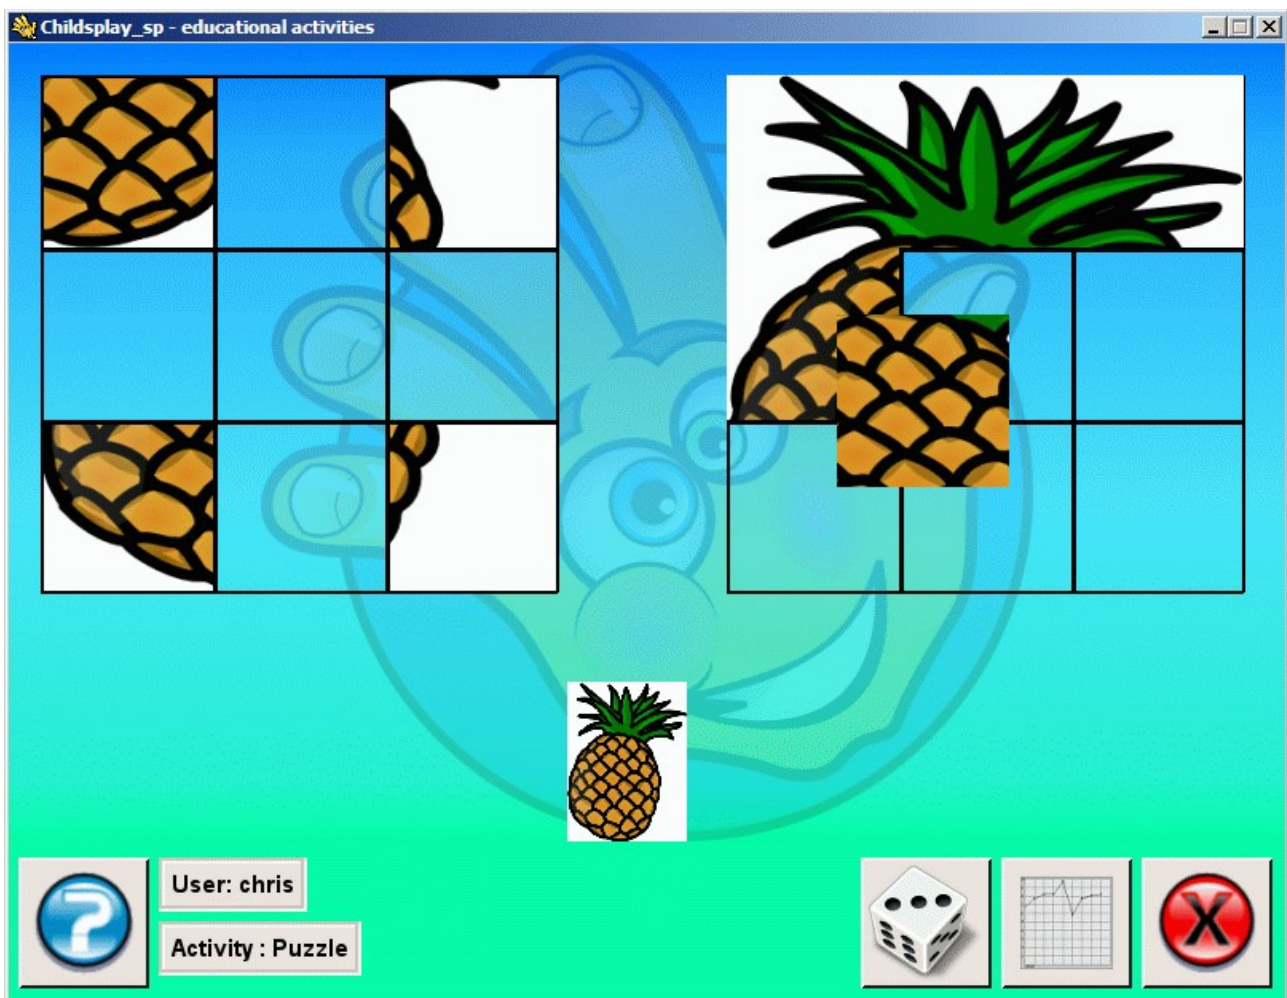 Childsplay_sp - educational activities
User: chris
Activity : Puzzle